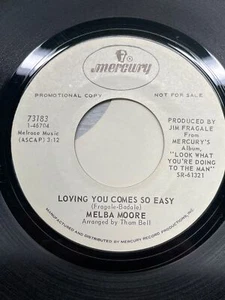 mercury
PROMOTIONAL COPY NOT FOR SALE
73183
1-46704
Melrose Music
(ASCAP) 3:12
PRODUCED BY
JIM FRAGALE
From
MERCURY'S
Album,
"LOOK WHAT
YOU'RE DOING
TO THE MAN"
SR-61321
LOVING YOU COMES SO EASY
(Fragale-Badale)
MELBA MOORE
Arranged by Thom Bell
MANUFACTURED AND DISTRIBUTED BY MERCURY RECORD PRODUCTIONS, INC.